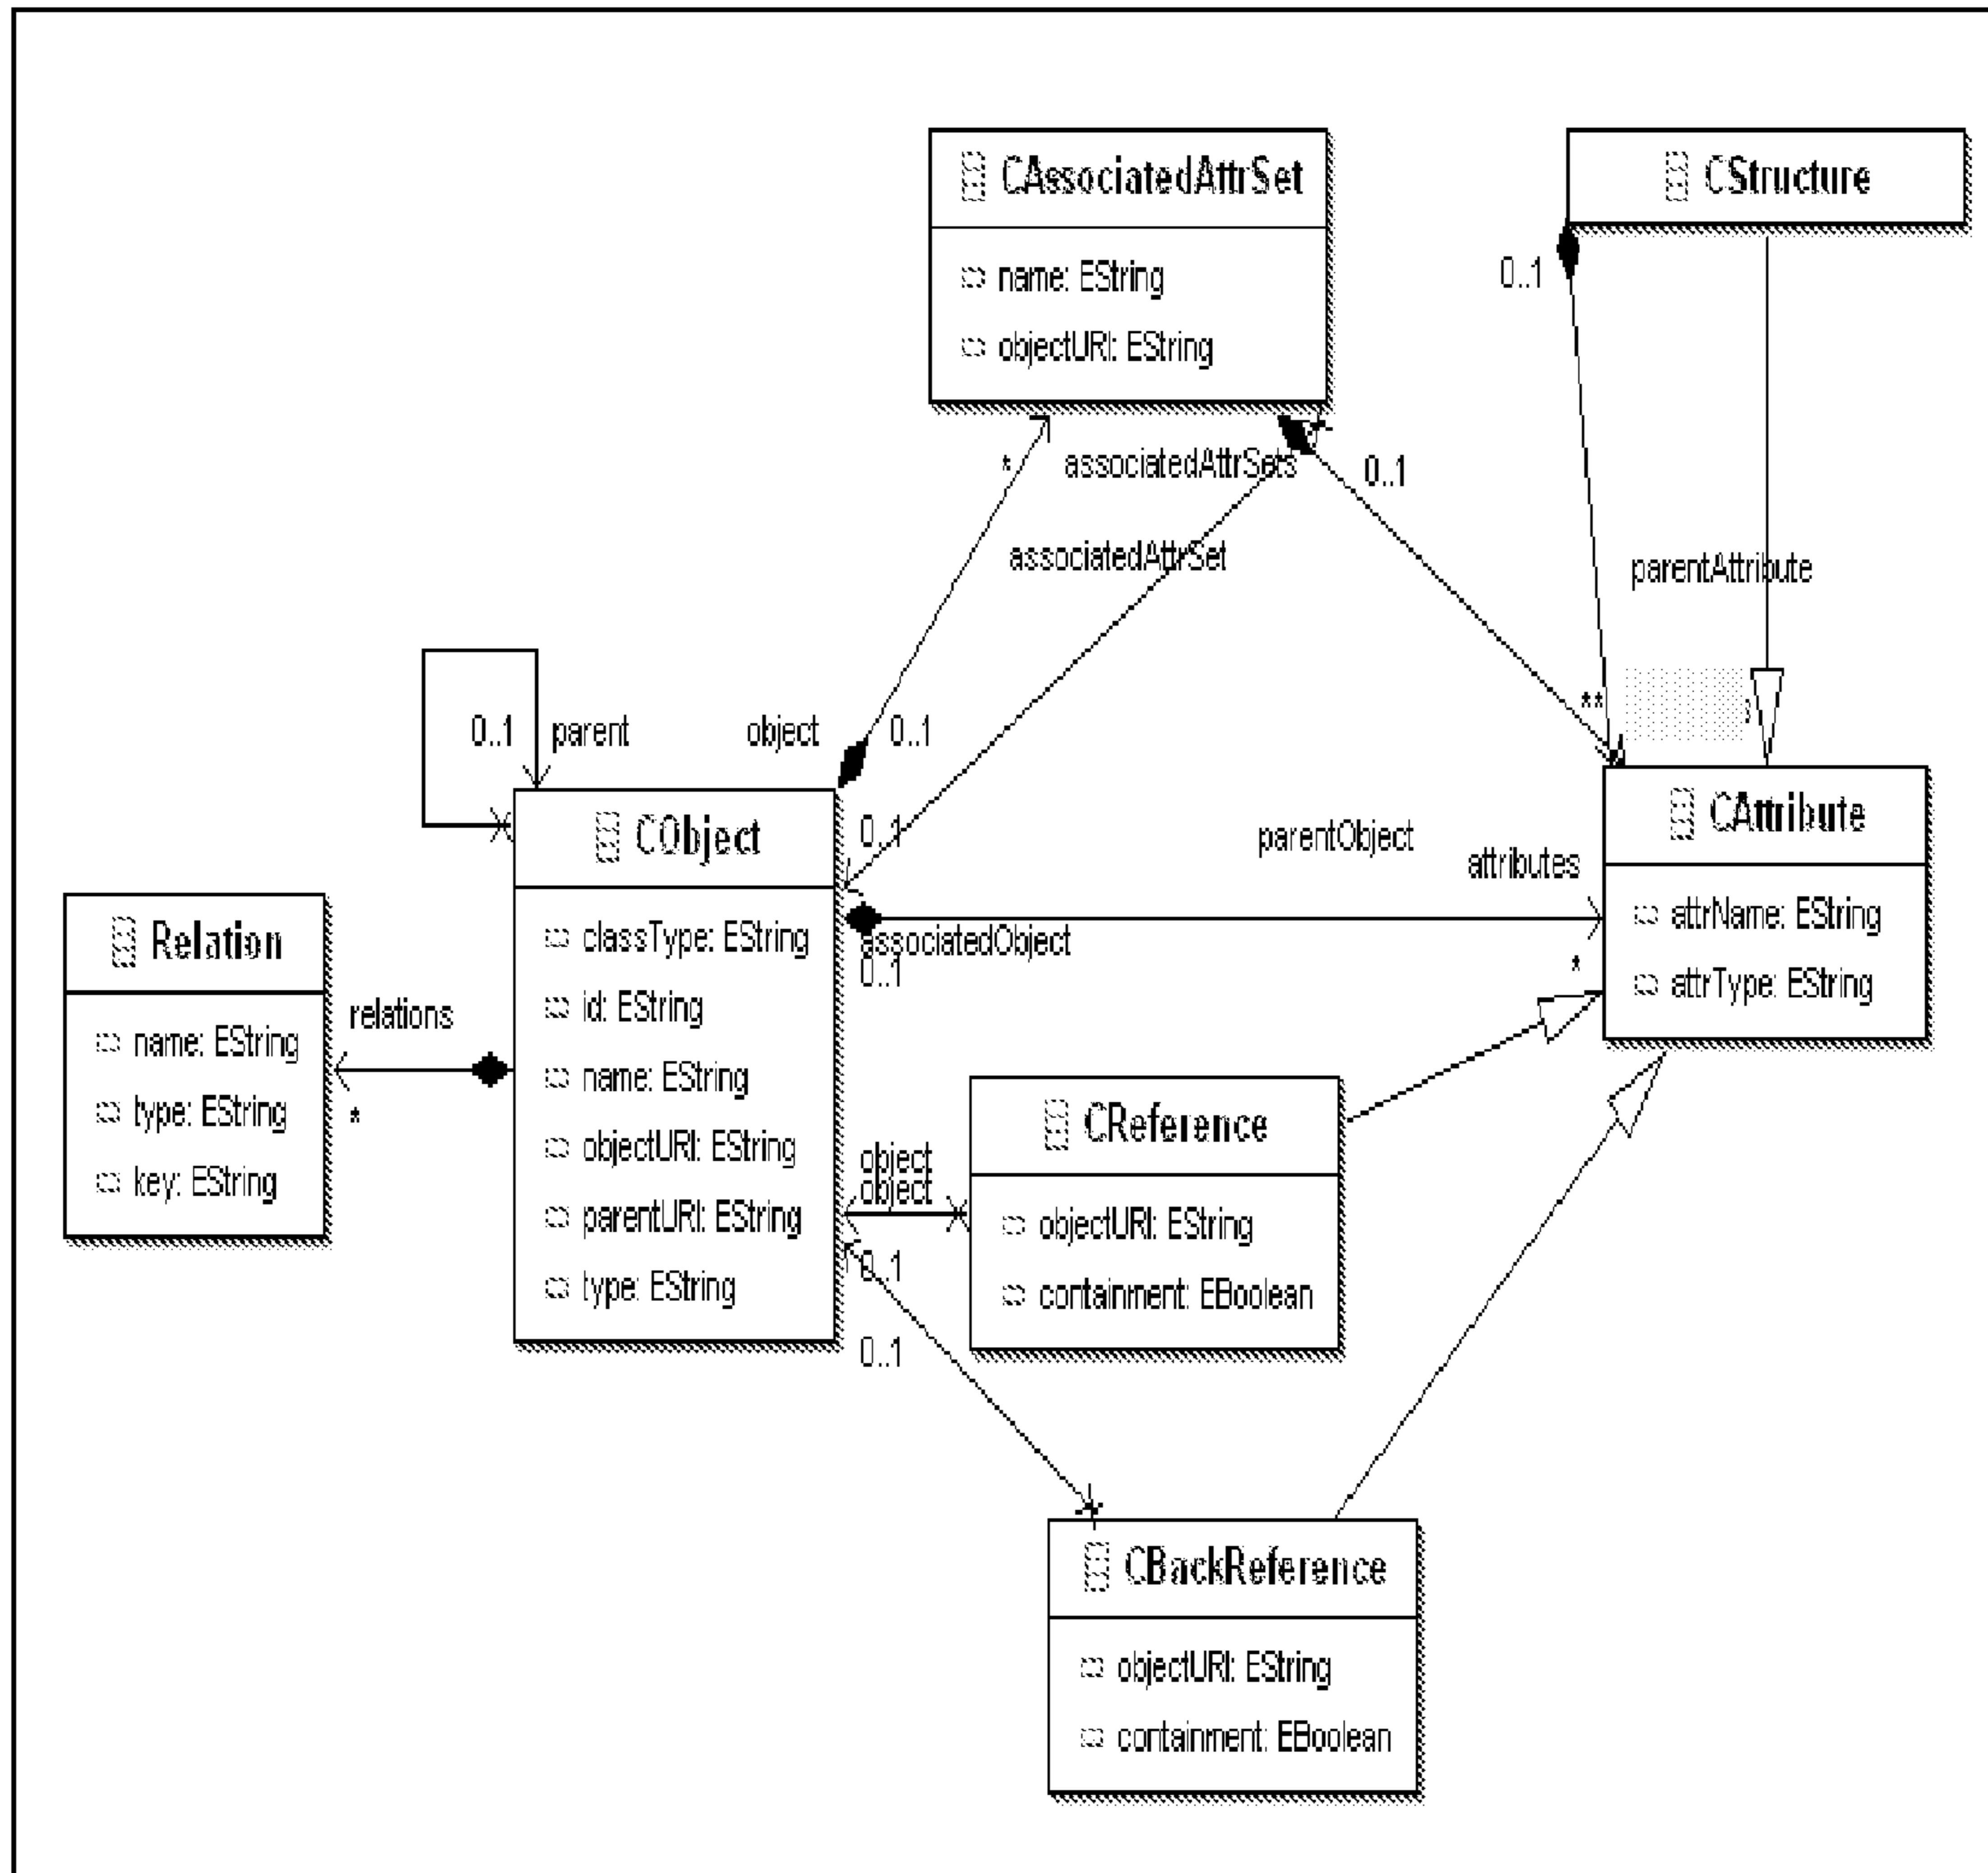 CAssociatedAttrSet
name: EString
objectURI: EString
CStructure
0..1
*
associatedAttrSets
0..1
associatedAttrSet
parentAttribute
0..1
parent
object
0..1
**
CObject
classType: EString
id: EString
name: EString
objectURI: EString
parentURI: EString
type: EString
0..1
parentObject
attributes
associatedObject
0..1
*
CAttribute
attrName: EString
attrType: EString
Relation
name: EString
type: EString
key: EString
relations
*
object
object
0..1
0..1
CReference
objectURI: EString
containment: EBoolean
CBackReference
objectURI: EString
containment: EBoolean